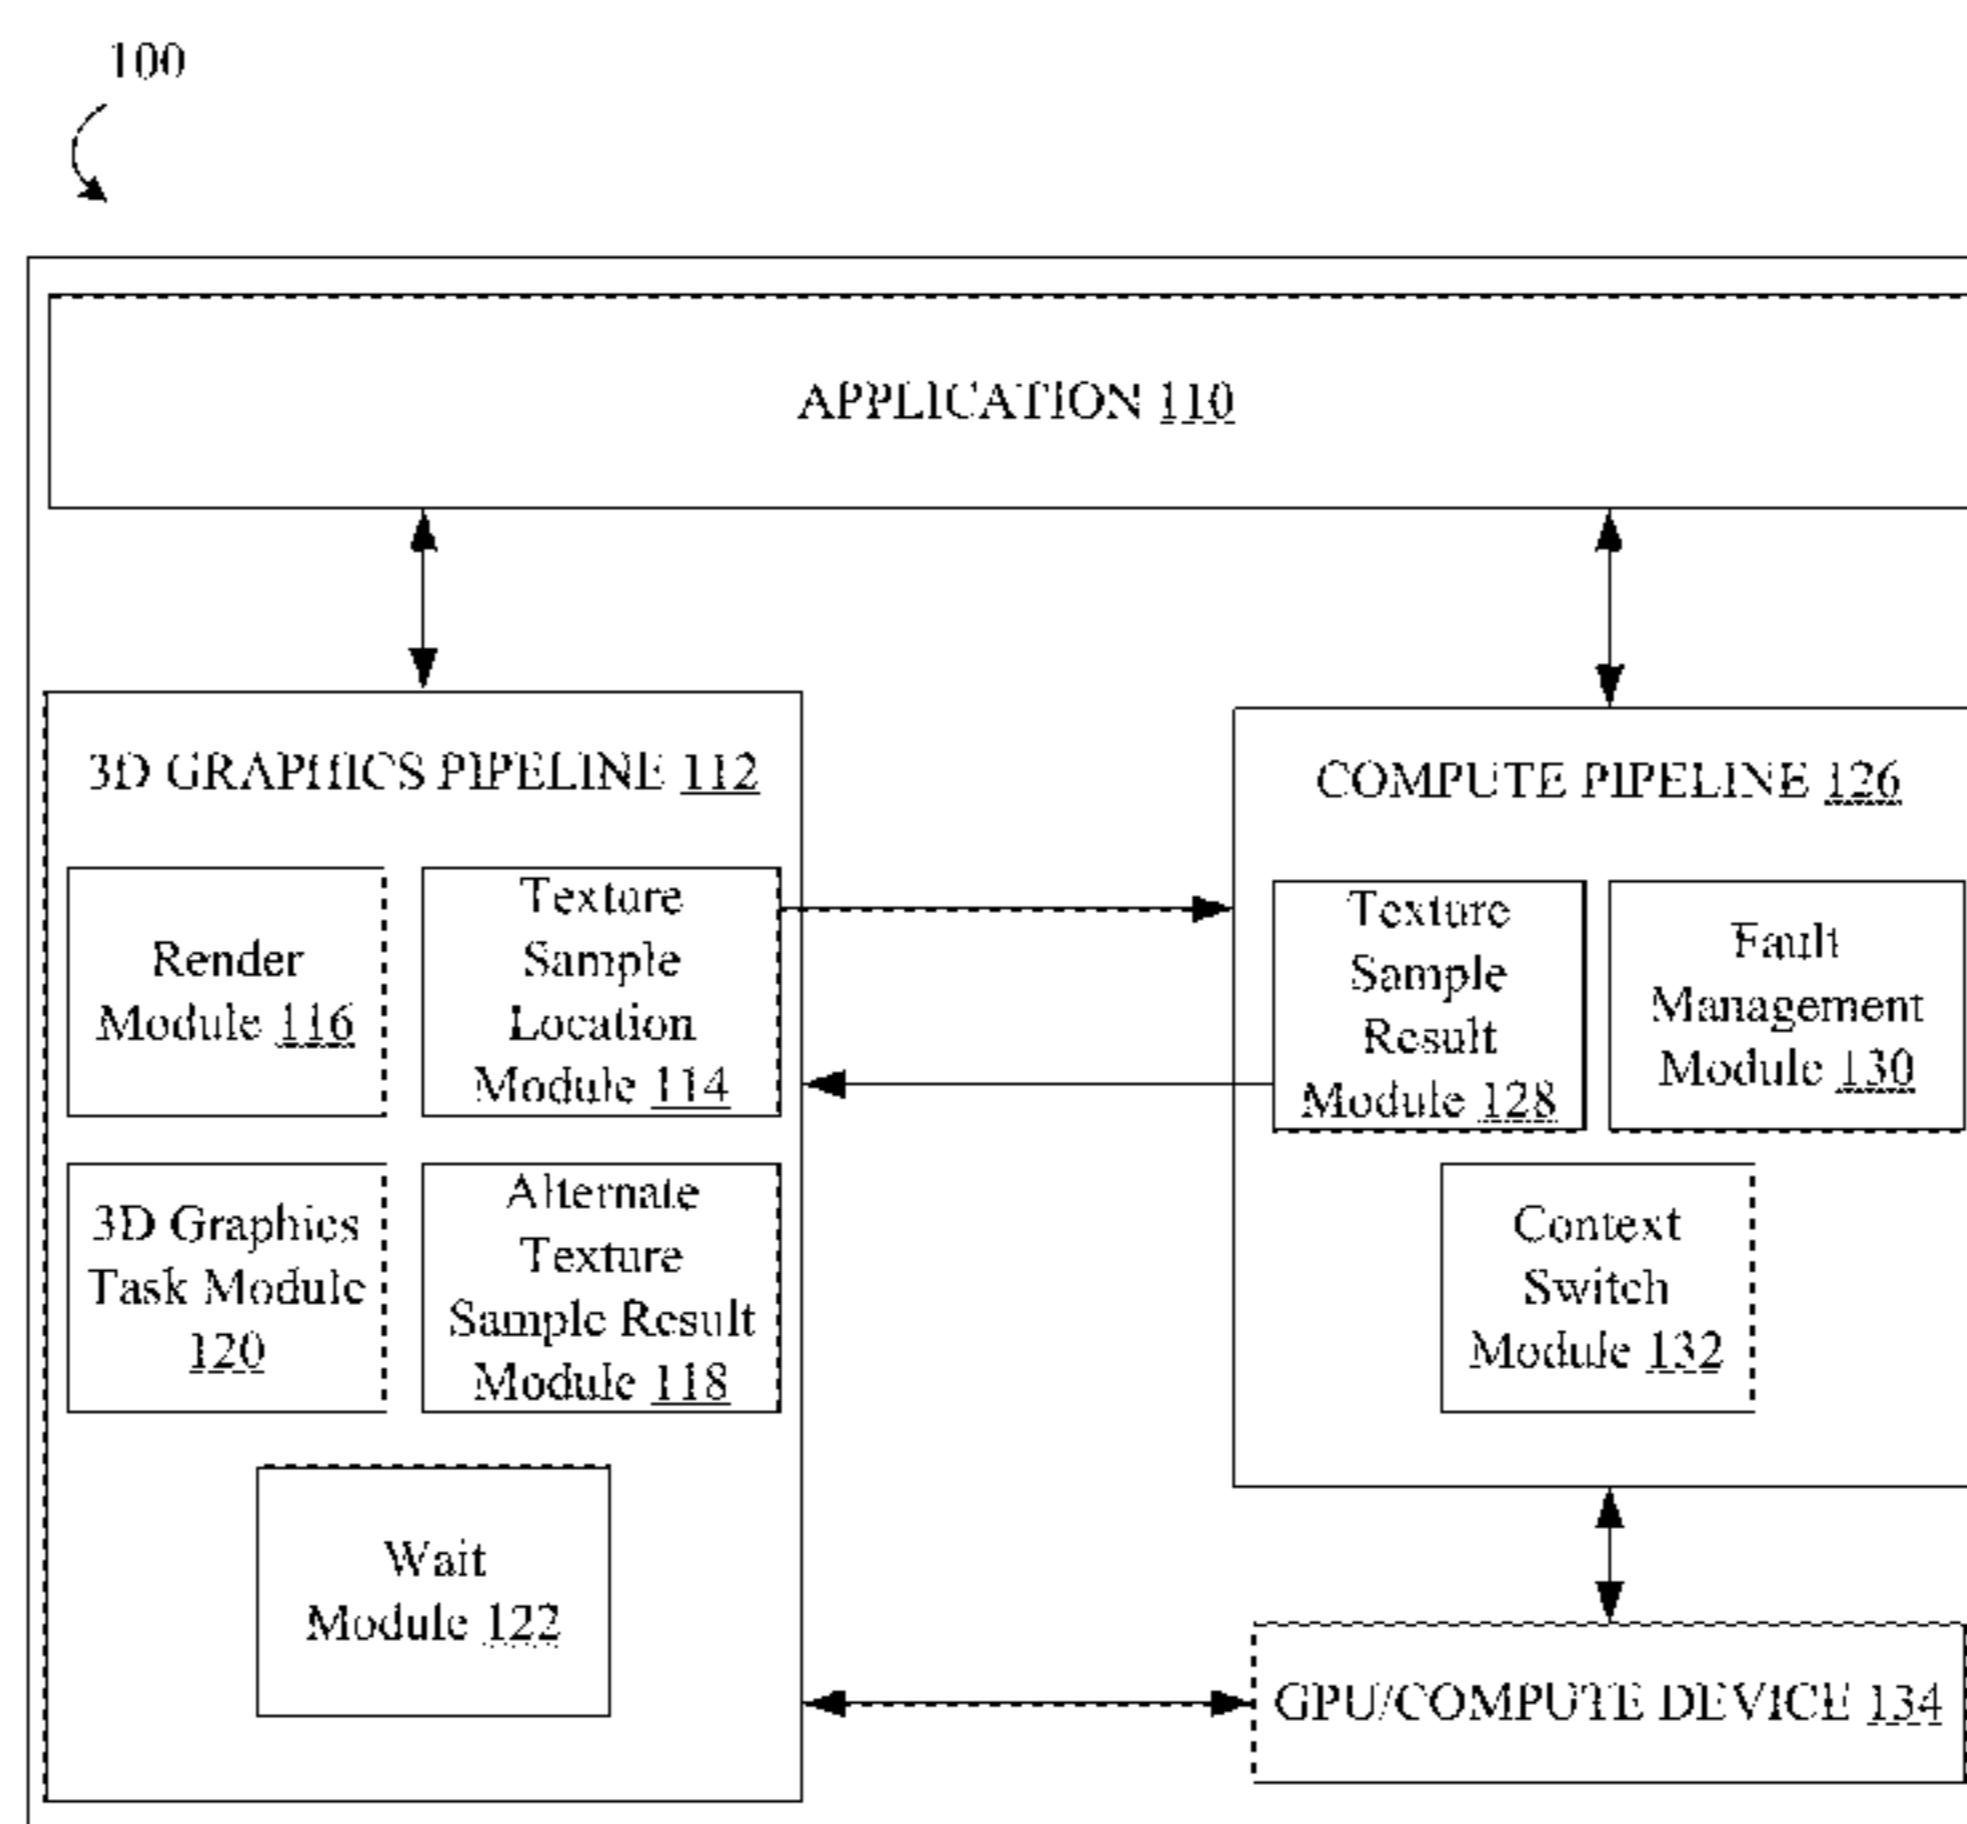 100
APPLICATION 110
3D GRAPHICS PIPELINE 112
Render
Module 116
Texture
Sample
Location
Module 114
3D Graphics
Task Module
120
Alternate
Texture
Sample Result
Module 118
Wait
Module 122
COMPUTE PIPELINE 126
Texture
Sample
Result
Module 128
Fault
Management
Module 130
Context
Switch
Module 132
GPU/COMPUTE DEVICE 134